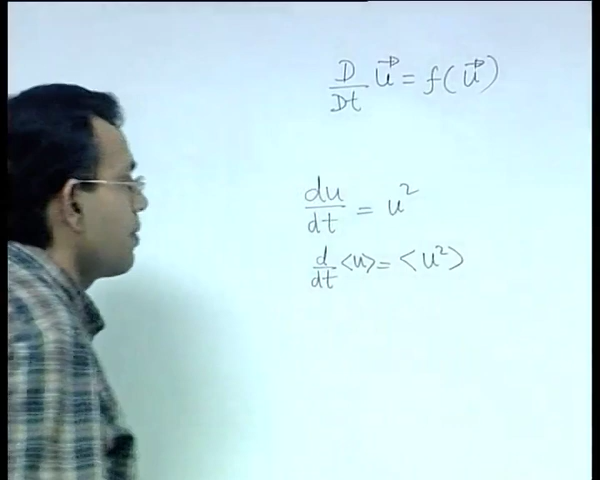 D/Dt u⃗ = f(u⃗)
du/dt = u²
d/dt <u> = <u²>